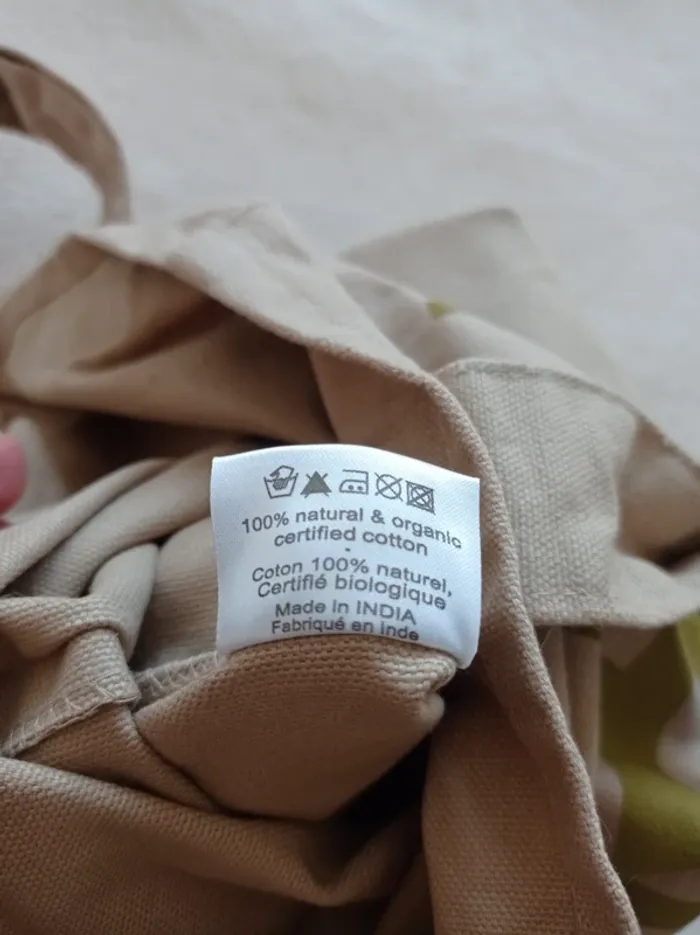 100% natural & organic
certified cotton
-
Coton 100% naturel,
Certifié biologique
Made in INDIA
Fabriqué en Inde